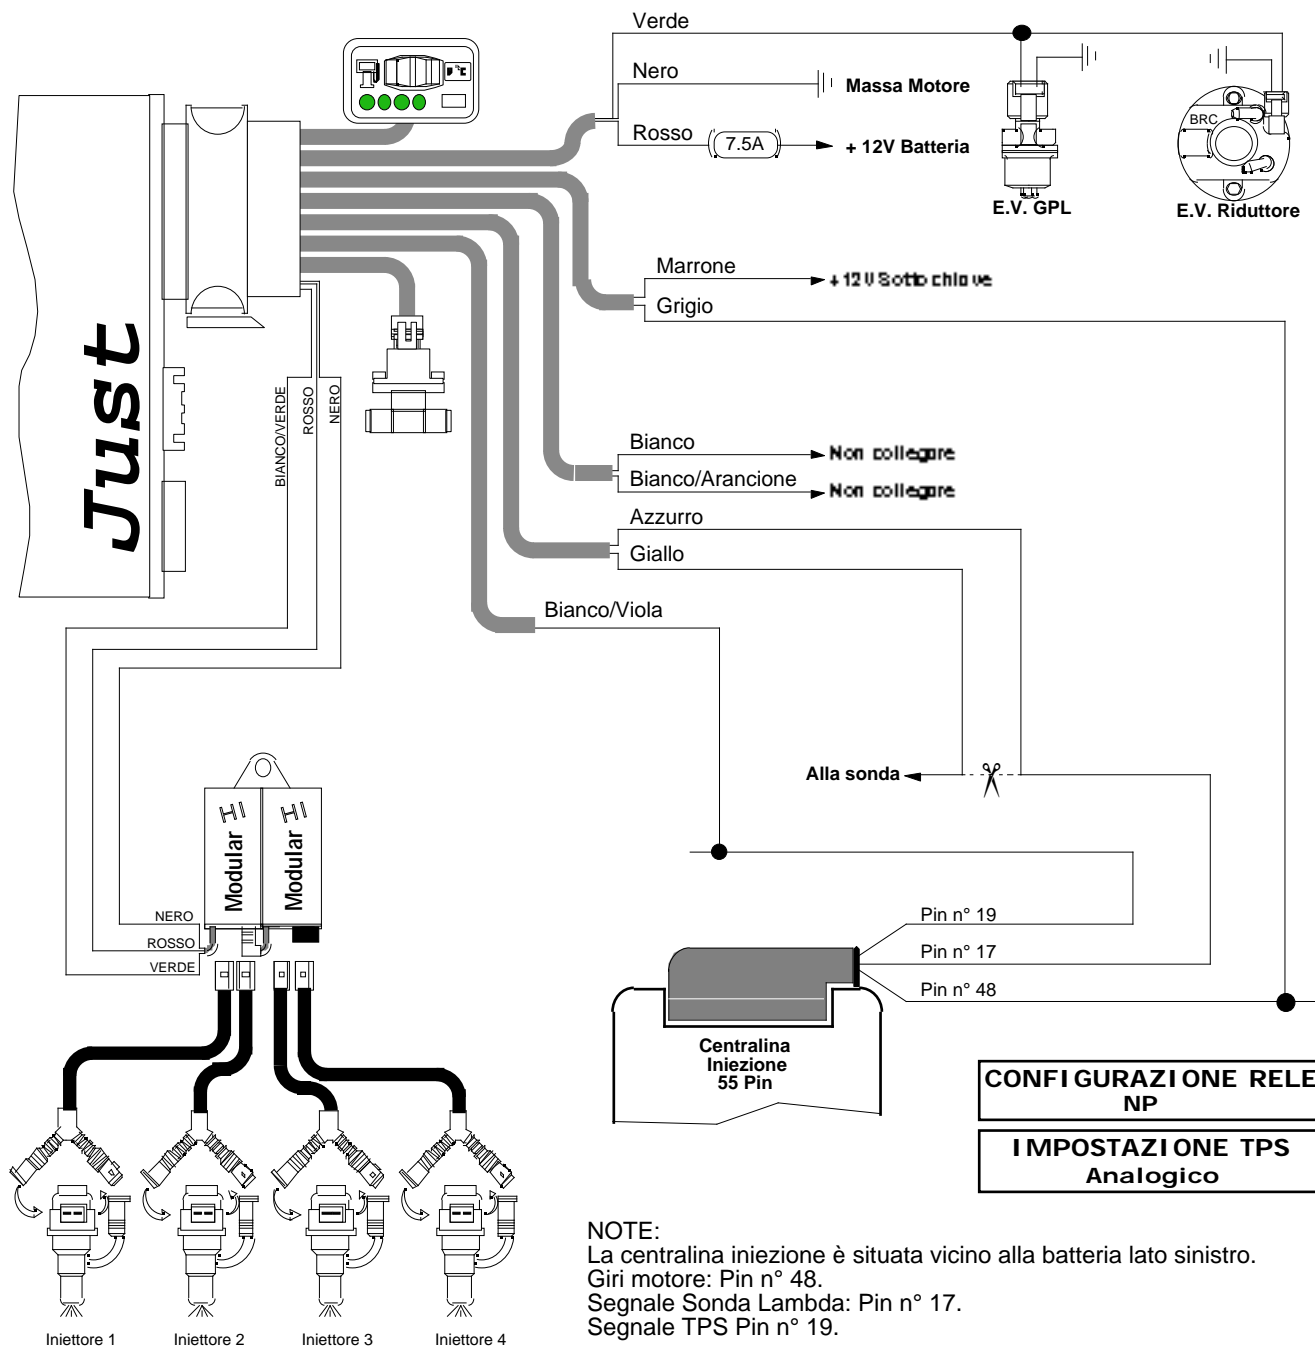 Verde
Nero
Massa Motore
Rosso
7.5A
+ 12V Batteria
BRC
E.V. GPL
E.V. Riduttore
°C
Marrone
+12V Sotto chiave
Grigio
Just
BIANCO/VERDE
ROSSO
NERO
Bianco
Non collegare
Bianco/Arancione
Non collegare
Azzurro
Giallo
Bianco/Viola
Alla sonda
Modular HI
Modular HI
NERO
ROSSO
VERDE
Pin n° 19
Pin n° 17
Pin n° 48
Centralina
Iniezione
55 Pin
CONFIGURAZIONE RELE
NP
IMPOSTAZIONE TPS
Analogico
NOTE:
La centralina iniezione è situata vicino alla batteria lato sinistro.
Giri motore: Pin n° 48.
Segnale Sonda Lambda: Pin n° 17.
Segnale TPS Pin n° 19.
Iniettore 1
Iniettore 2
Iniettore 3
Iniettore 4